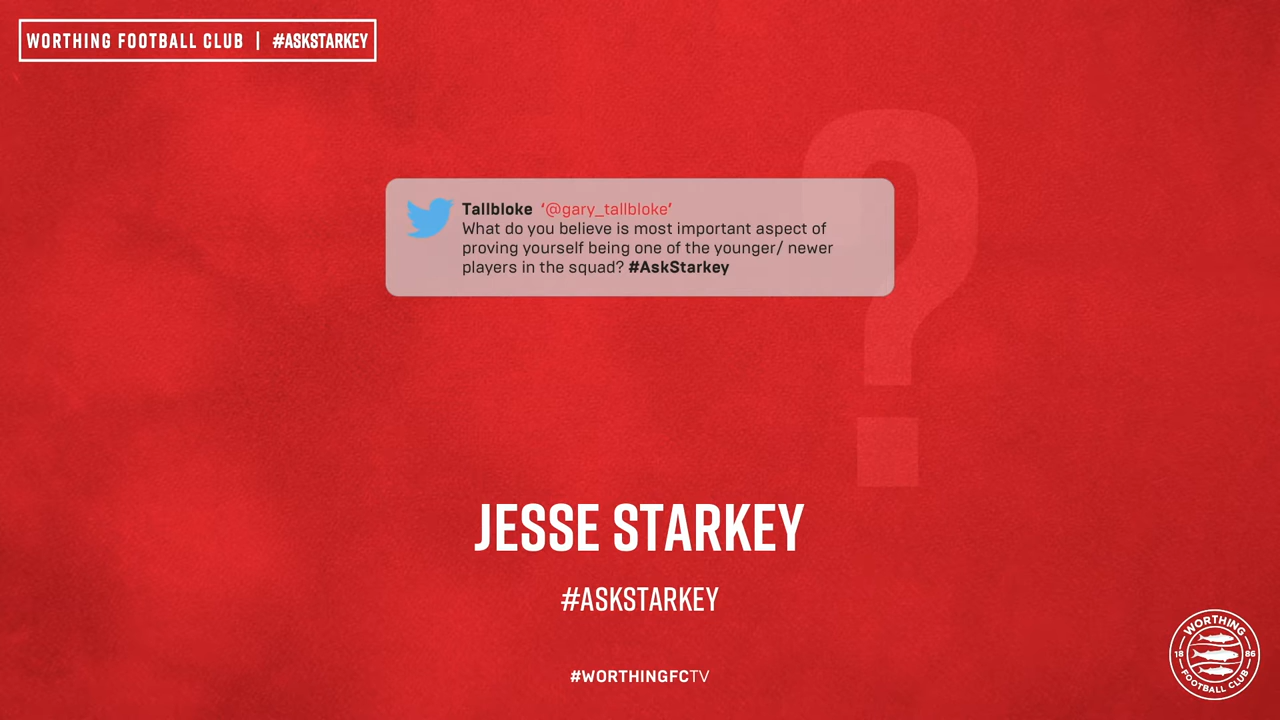 WORTHING FOOTBALL CLUB | #ASKSTARKEY
Tallbloke '@gary_tallbloke'
What do you believe is most important aspect of
proving yourself being one of the younger/ newer
players in the squad? #AskStarkey
?
JESSE STARKEY
#ASKSTARKEY
#WORTHINGFCTV
WORTHING
18 86
FOOTBALL CLUB